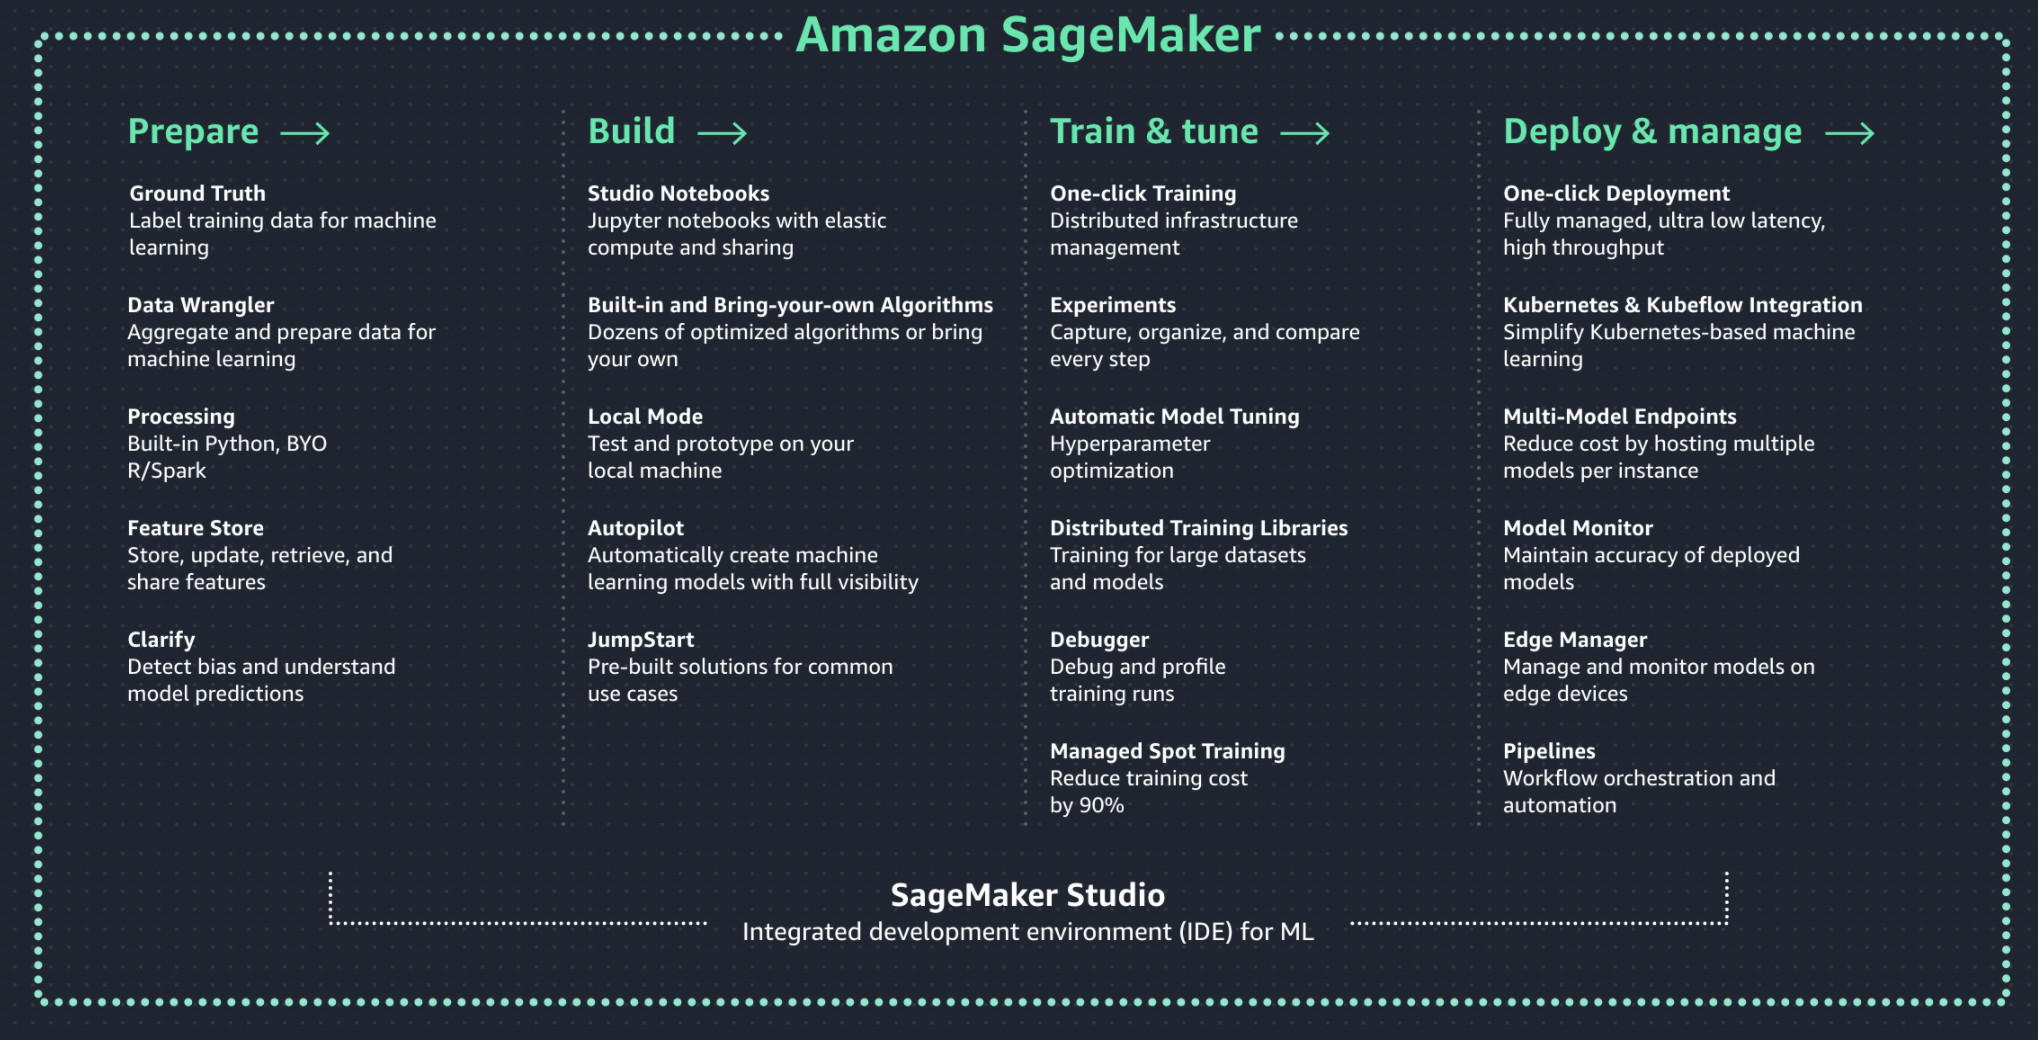 Amazon SageMaker
Prepare
Ground Truth
Label training data for machine
learning
Data Wrangler
Aggregate and prepare data for
machine learning
Processing
Built-in Python, BYO
R/Spark
Feature Store
Store, update, retrieve, and
share features
Clarify
Detect bias and understand
model predictions
Build
Studio Notebooks
Jupyter notebooks with elastic
compute and sharing
Built-in and Bring-your-own Algorithms
Dozens of optimized algorithms or bring
your own
Local Mode
Test and prototype on your
local machine
Autopilot
Automatically create machine
learning models with full visibility
JumpStart
Pre-built solutions for common
use cases
Train & tune
One-click Training
Distributed infrastructure
management
Experiments
Capture, organize, and compare
every step
Automatic Model Tuning
Hyperparameter
optimization
Distributed Training Libraries
Training for large datasets
and models
Debugger
Debug and profile
training runs
Managed Spot Training
Reduce training cost
by 90%
Deploy & manage
One-click Deployment
Fully managed, ultra low latency,
high throughput
Kubernetes & Kubeflow Integration
Simplify Kubernetes-based machine
learning
Multi-Model Endpoints
Reduce cost by hosting multiple
models per instance
Model Monitor
Maintain accuracy of deployed
models
Edge Manager
Manage and monitor models on
edge devices
Pipelines
Workflow orchestration and
automation
SageMaker Studio
Integrated development environment (IDE) for ML